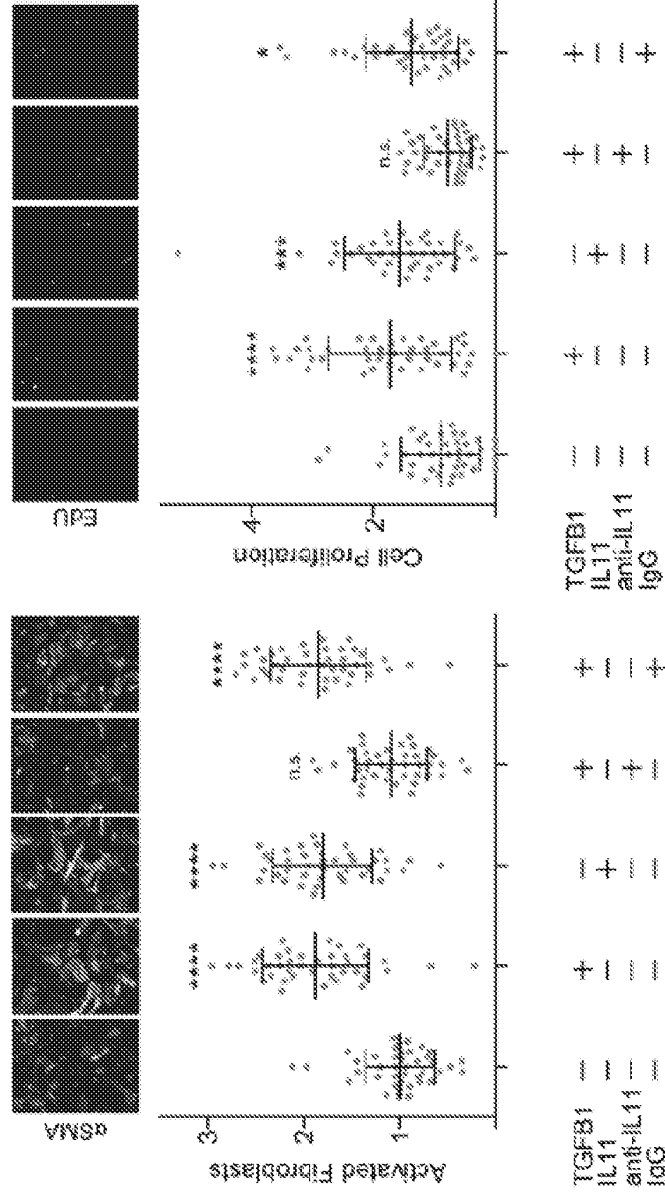 αSMA
Activated Fibroblasts
3
2
1
**** **** n.s. ****
TGFB1 − + − + +
IL11 − − + − −
anti-IL11 − − − + −
IgG − − − − +
EdU
Cell Proliferation
4
2
**** *** n.s. *
TGFB1 − + − + +
IL11 − − + − −
anti-IL11 − − − + −
IgG − − − − +